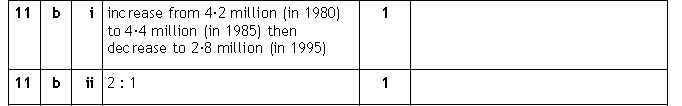 11 b i increase from 4·2 million (in 1980) 1
to 4·4 million (in 1985) then
decrease to 2·8 million (in 1995)
11 b ii 2 : 1 1